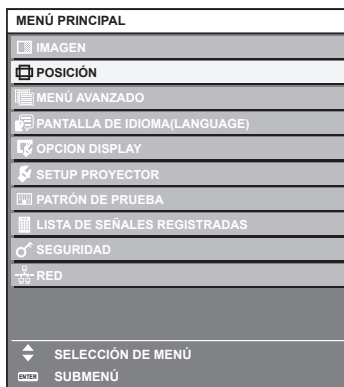 MENÚ PRINCIPAL
IMAGEN
POSICIÓN
MENÚ AVANZADO
PANTALLA DE IDIOMA(LANGUAGE)
OPCION DISPLAY
SETUP PROYECTOR
PATRÓN DE PRUEBA
LISTA DE SEÑALES REGISTRADAS
SEGURIDAD
RED
SELECCIÓN DE MENÚ
ENTER SUBMENÚ